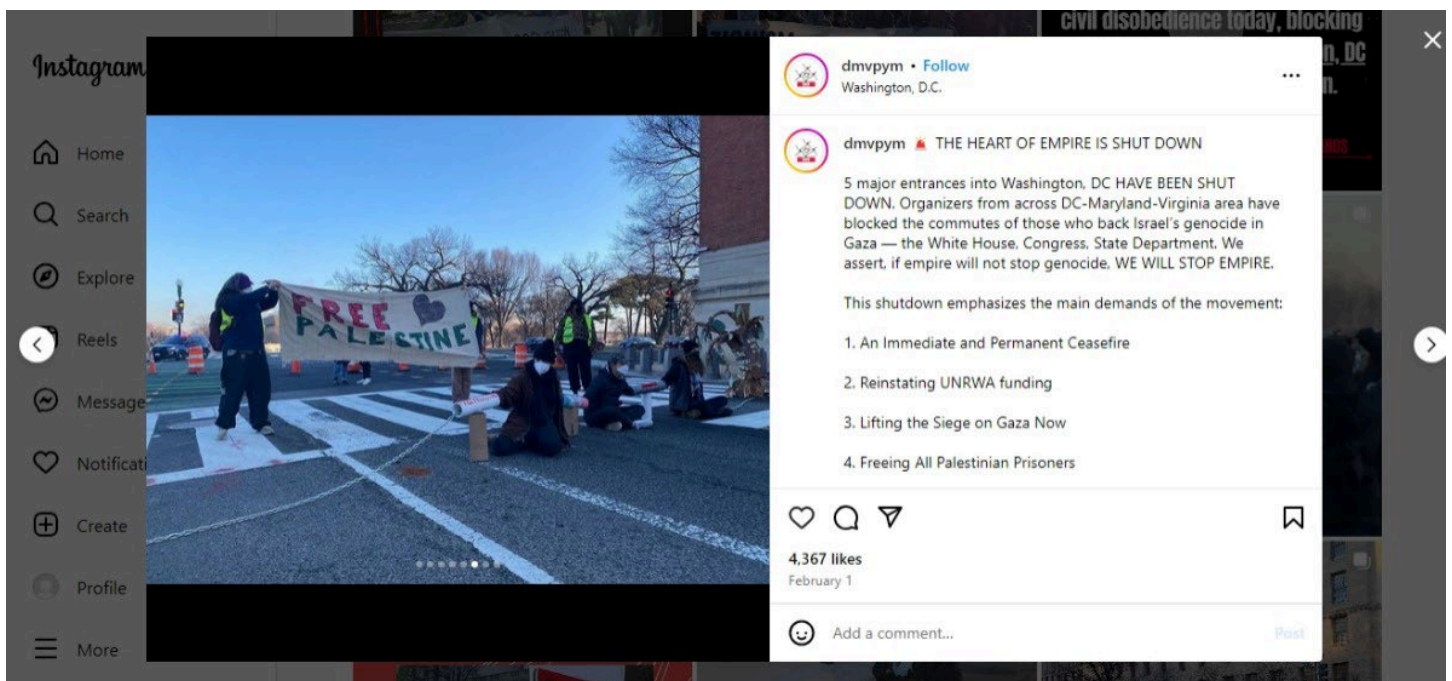 civil disobedience today, blocking
Instagram
dmvpym • Follow
Washington, D.C.
Home
Search
Explore
Reels
Message
Notificati
Create
Profile
More
FREE
PALESTINE
dmvpym 🚨 THE HEART OF EMPIRE IS SHUT DOWN
5 major entrances into Washington, DC HAVE BEEN SHUT
DOWN. Organizers from across DC-Maryland-Virginia area have
blocked the commutes of those who back Israel's genocide in
Gaza — the White House, Congress, State Department. We
assert, if empire will not stop genocide, WE WILL STOP EMPIRE.
This shutdown emphasizes the main demands of the movement:
1. An Immediate and Permanent Ceasefire
2. Reinstating UNRWA funding
3. Lifting the Siege on Gaza Now
4. Freeing All Palestinian Prisoners
4,367 likes
February 1
Add a comment...
Post
n, DC
n.